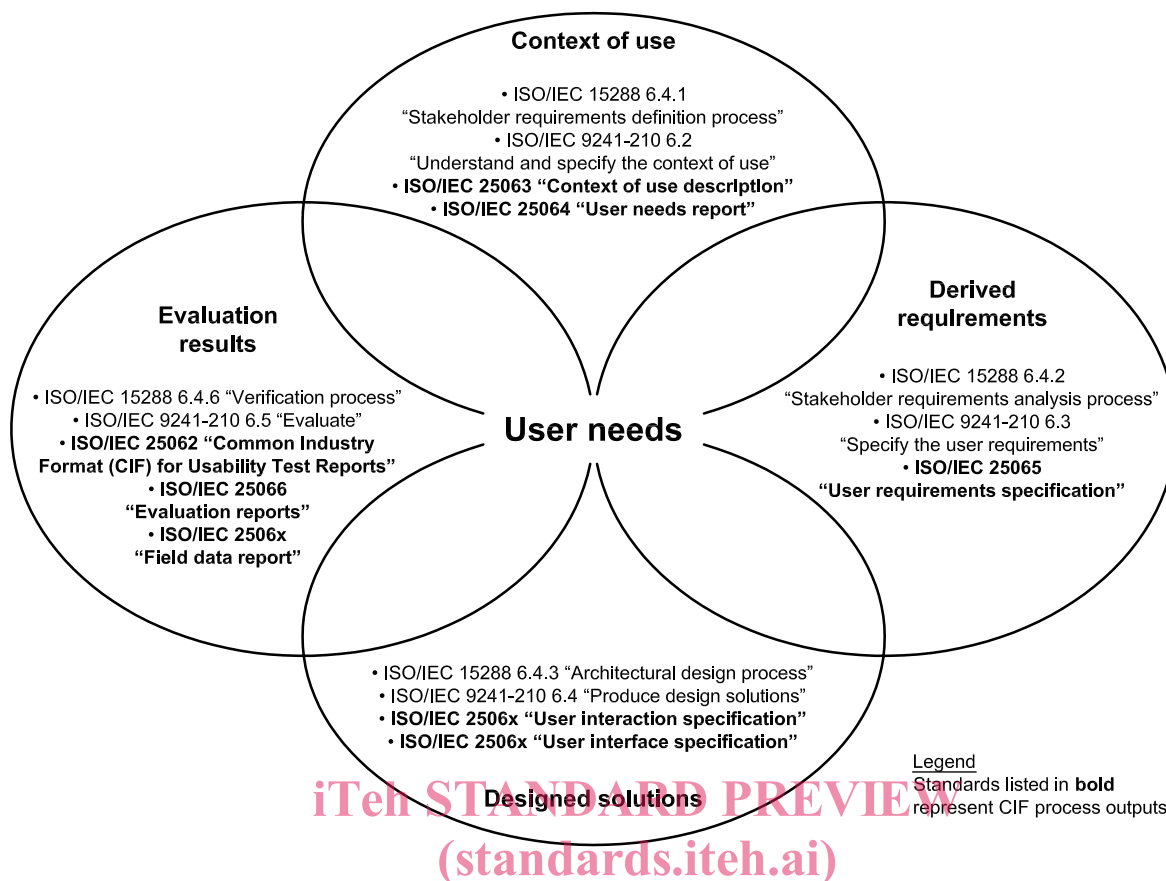 Context of use
• ISO/IEC 15288 6.4.1
“Stakeholder requirements definition process”
• ISO/IEC 9241-210 6.2
“Understand and specify the context of use”
• ISO/IEC 25063 “Context of use description”
• ISO/IEC 25064 “User needs report”
Evaluation
results
• ISO/IEC 15288 6.4.6 “Verification process”
• ISO/IEC 9241-210 6.5 “Evaluate”
• ISO/IEC 25062 “Common Industry
Format (CIF) for Usability Test Reports”
• ISO/IEC 25066
“Evaluation reports”
• ISO/IEC 2506x
“Field data report”
User needs
Derived
requirements
• ISO/IEC 15288 6.4.2
“Stakeholder requirements analysis process”
• ISO/IEC 9241-210 6.3
“Specify the user requirements”
• ISO/IEC 25065
“User requirements specification”
• ISO/IEC 15288 6.4.3 “Architectural design process”
• ISO/IEC 9241-210 6.4 “Produce design solutions”
• ISO/IEC 2506x “User interaction specification”
• ISO/IEC 2506x “User interface specification”
Designed solutions
Legend
Standards listed in bold
represent CIF process outputs
iTeh STANDARD PREVIEW
(standards.iteh.ai)